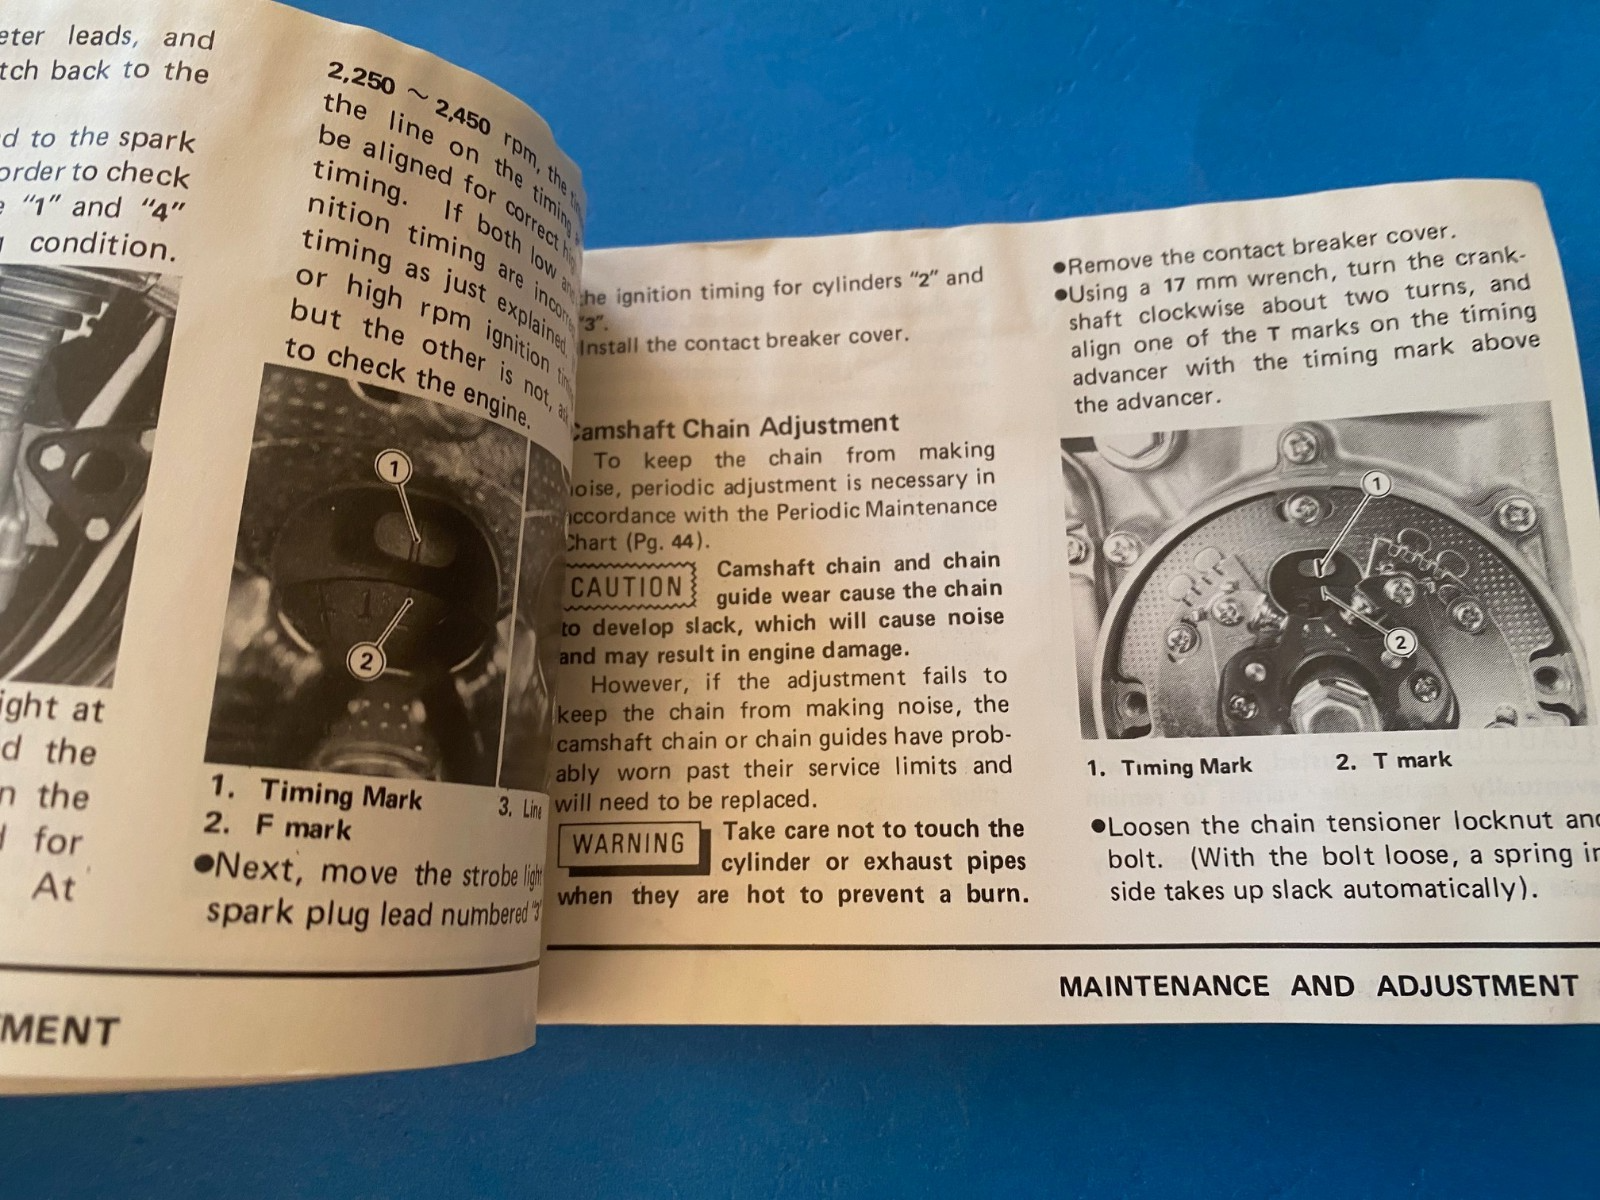 eter leads, and
tch back to the
d to the spark
order to check
"1" and "4"
condition.
ight at
d the
n the
for
At
MENT
2,250 ~ 2,450 rpm, the
the line on the timing
be aligned for correct
timing. If both low
nition timing are
timing as just explained.
or high rpm ignition
but the other is not,
to check the engine.
1
2
1. Timing Mark
3. Line
2. F mark
●Next, move the strobe light
spark plug lead numbered "3"
the ignition timing for cylinders "2" and
"3".
Install the contact breaker cover.
Camshaft Chain Adjustment
To keep the chain from making
noise, periodic adjustment is necessary in
accordance with the Periodic Maintenance
Chart (Pg. 44).
CAUTION Camshaft chain and chain
guide wear cause the chain
to develop slack, which will cause noise
and may result in engine damage.
However, if the adjustment fails to
keep the chain from making noise, the
camshaft chain or chain guides have prob-
ably worn past their service limits and
will need to be replaced.
WARNING Take care not to touch the
cylinder or exhaust pipes
when they are hot to prevent a burn.
●Remove the contact breaker cover.
●Using a 17 mm wrench, turn the crank-
shaft clockwise about two turns, and
align one of the T marks on the timing
advancer with the timing mark above
the advancer.
1
2
1. Timing Mark 2. T mark
●Loosen the chain tensioner locknut and
bolt. (With the bolt loose, a spring in
side takes up slack automatically).
MAINTENANCE AND ADJUSTMENT